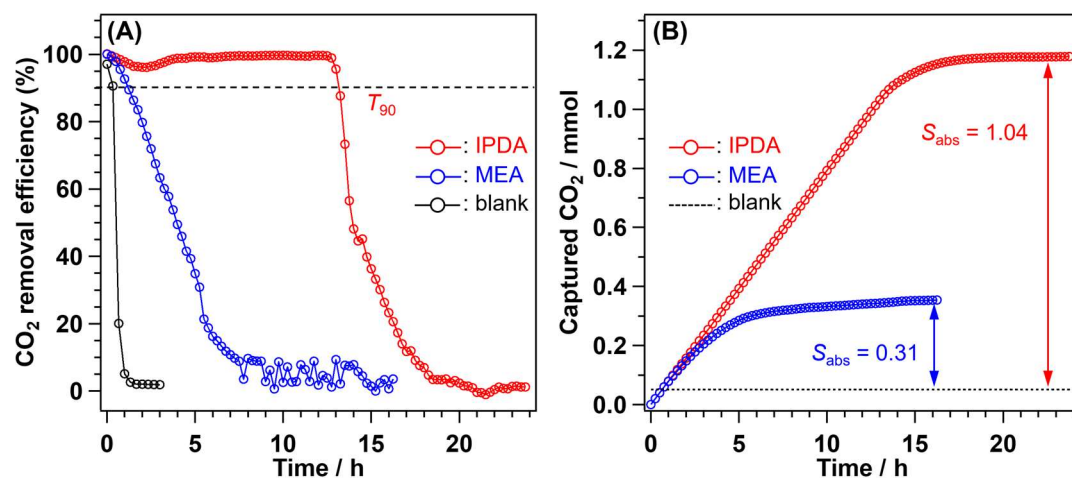 (A)
CO₂ removal efficiency (%)
100
80
60
40
20
0
T₉₀
: IPDA
: MEA
: blank
0 5 10 15 20
Time / h
(B)
Captured CO₂ / mmol
1.2
1.0
0.8
0.6
0.4
0.2
0.0
: IPDA
: MEA
: blank
S_abs = 1.04
S_abs = 0.31
0 5 10 15 20
Time / h